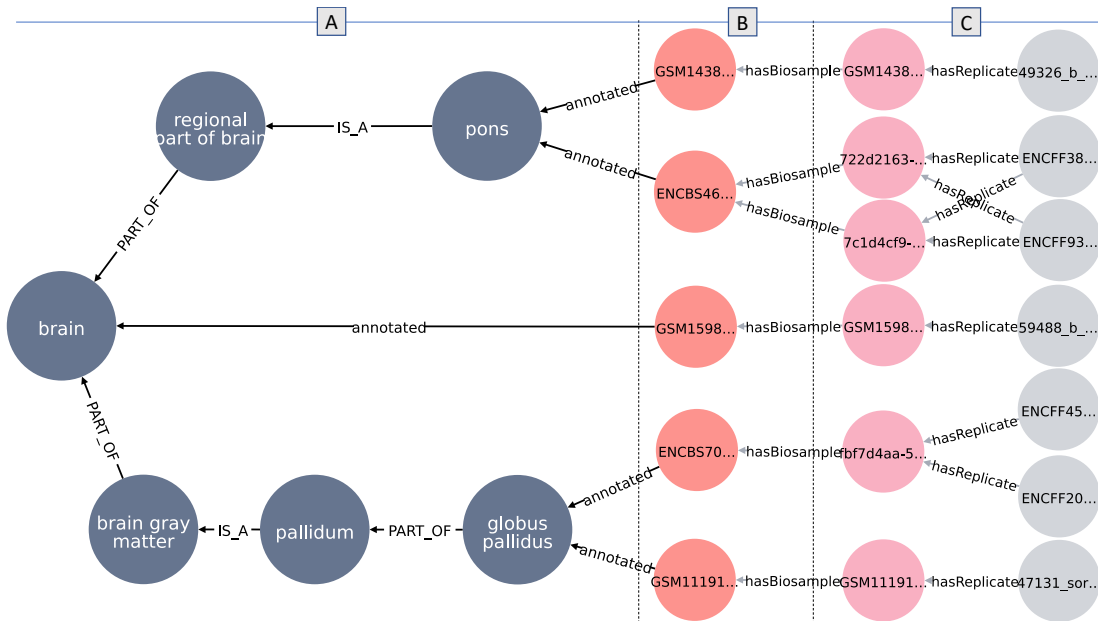 A
B
C
GSM1438…
hasBiosample
GSM1438…
hasReplicate
49326_b_…
annotated
regional
part of brain
IS_A
pons
annotated
ENCBS46…
hasBiosample
722d2163-…
hasReplicate
ENCFF38…
hasReplicate
hasReplicate
hasBiosample
7c1d4cf9-…
hasReplicate
ENCFF93…
PART_OF
brain
annotated
GSM1598…
hasBiosample
GSM1598…
hasReplicate
59488_b_…
PART_OF
ENCFF45…
hasReplicate
ENCBS70…
hasBiosample
fbf7d4aa-5…
hasReplicate
ENCFF20…
annotated
brain gray
matter
IS_A
pallidum
PART_OF
globus
pallidus
annotated
GSM11191…
hasBiosample
GSM11191…
hasReplicate
47131_sor…